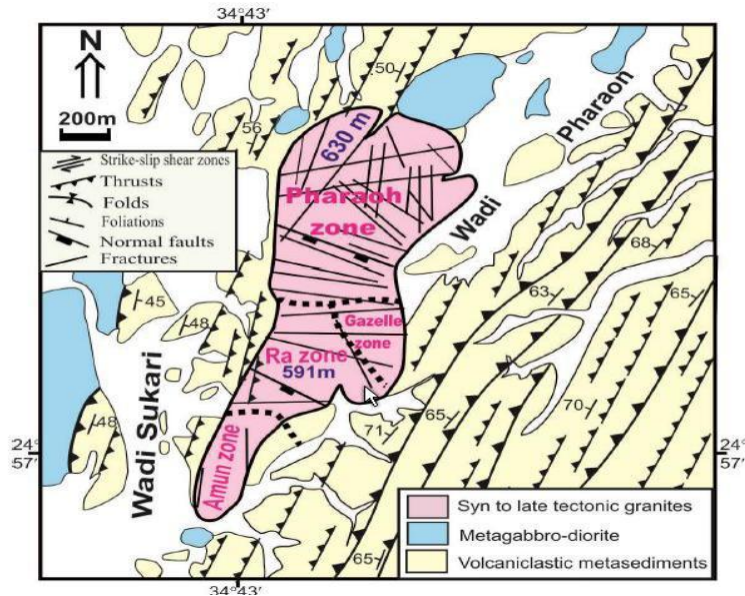 34°43′
N
200m
Strike-slip shear zones
Thrusts
Folds
Foliations
Normal faults
Fractures
50
56
630 m
Pharaoh
zone
Wadi
Pharaon
68
63
65
45
48
Gazelle
zone
Ra zone
591m
48
Wadi Sukari
Amun zone
71
65
70
24°
57′
24°
57′
65
Syn to late tectonic granites
Metagabbro-diorite
Volcaniclastic metasediments
34°43′